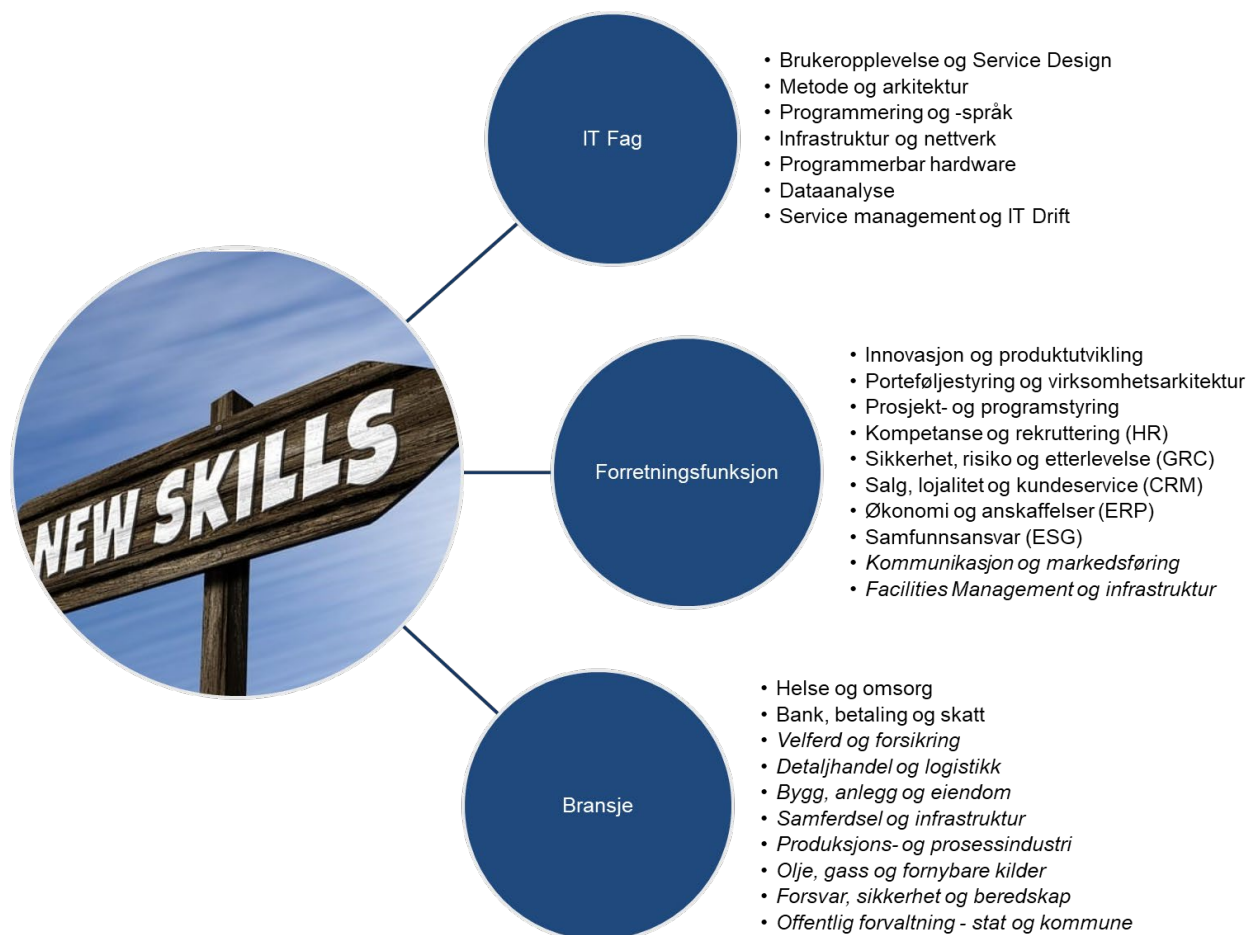 IT Fag
• Brukeropplevelse og Service Design
• Metode og arkitektur
• Programmering og -språk
• Infrastruktur og nettverk
• Programmerbar hardware
• Dataanalyse
• Service management og IT Drift
NEW SKILLS
Forretningsfunksjon
• Innovasjon og produktutvikling
• Porteføljestyring og virksomhetsarkitektur
• Prosjekt- og programstyring
• Kompetanse og rekruttering (HR)
• Sikkerhet, risiko og etterlevelse (GRC)
• Salg, lojalitet og kundeservice (CRM)
• Økonomi og anskaffelser (ERP)
• Samfunnsansvar (ESG)
• Kommunikasjon og markedsføring
• Facilities Management og infrastruktur
Bransje
• Helse og omsorg
• Bank, betaling og skatt
• Velferd og forsikring
• Detaljhandel og logistikk
• Bygg, anlegg og eiendom
• Samferdsel og infrastruktur
• Produksjons- og prosessindustri
• Olje, gass og fornybare kilder
• Forsvar, sikkerhet og beredskap
• Offentlig forvaltning - stat og kommune